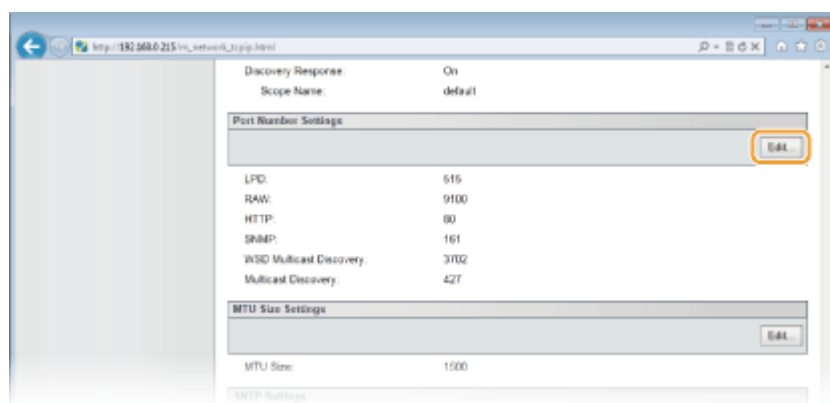 http://192.168.0.215/m_network_tcpip.html
Discovery Response: On
Scope Name: default
Port Number Settings
Edit...
LPD: 515
RAW: 9100
HTTP: 80
SNMP: 161
WSD Multicast Discovery: 3702
Multicast Discovery: 427
MTU Size Settings
Edit...
MTU Size: 1500
SNTP Settings